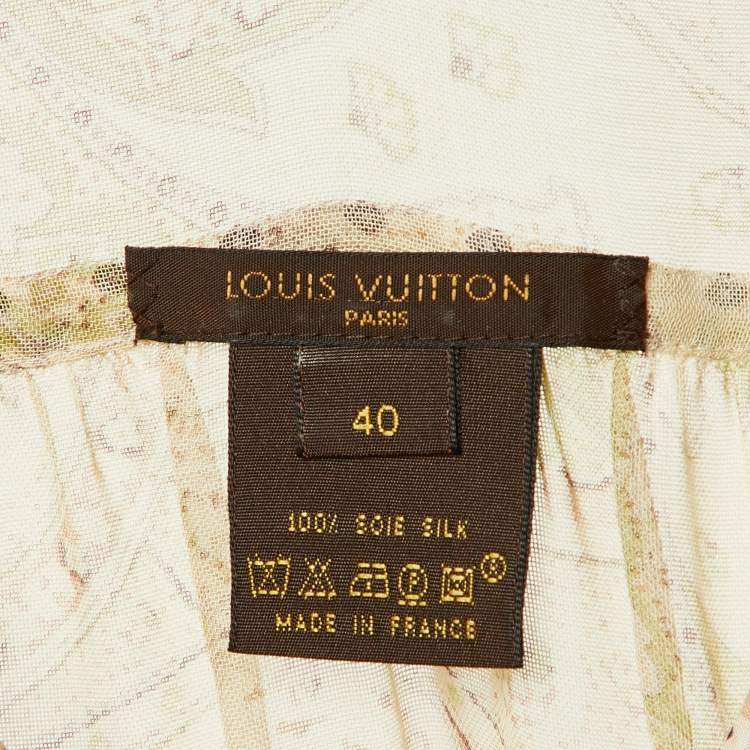 LOUIS VUITTON
PARIS
40
100% SOIE SILK
MADE IN FRANCE